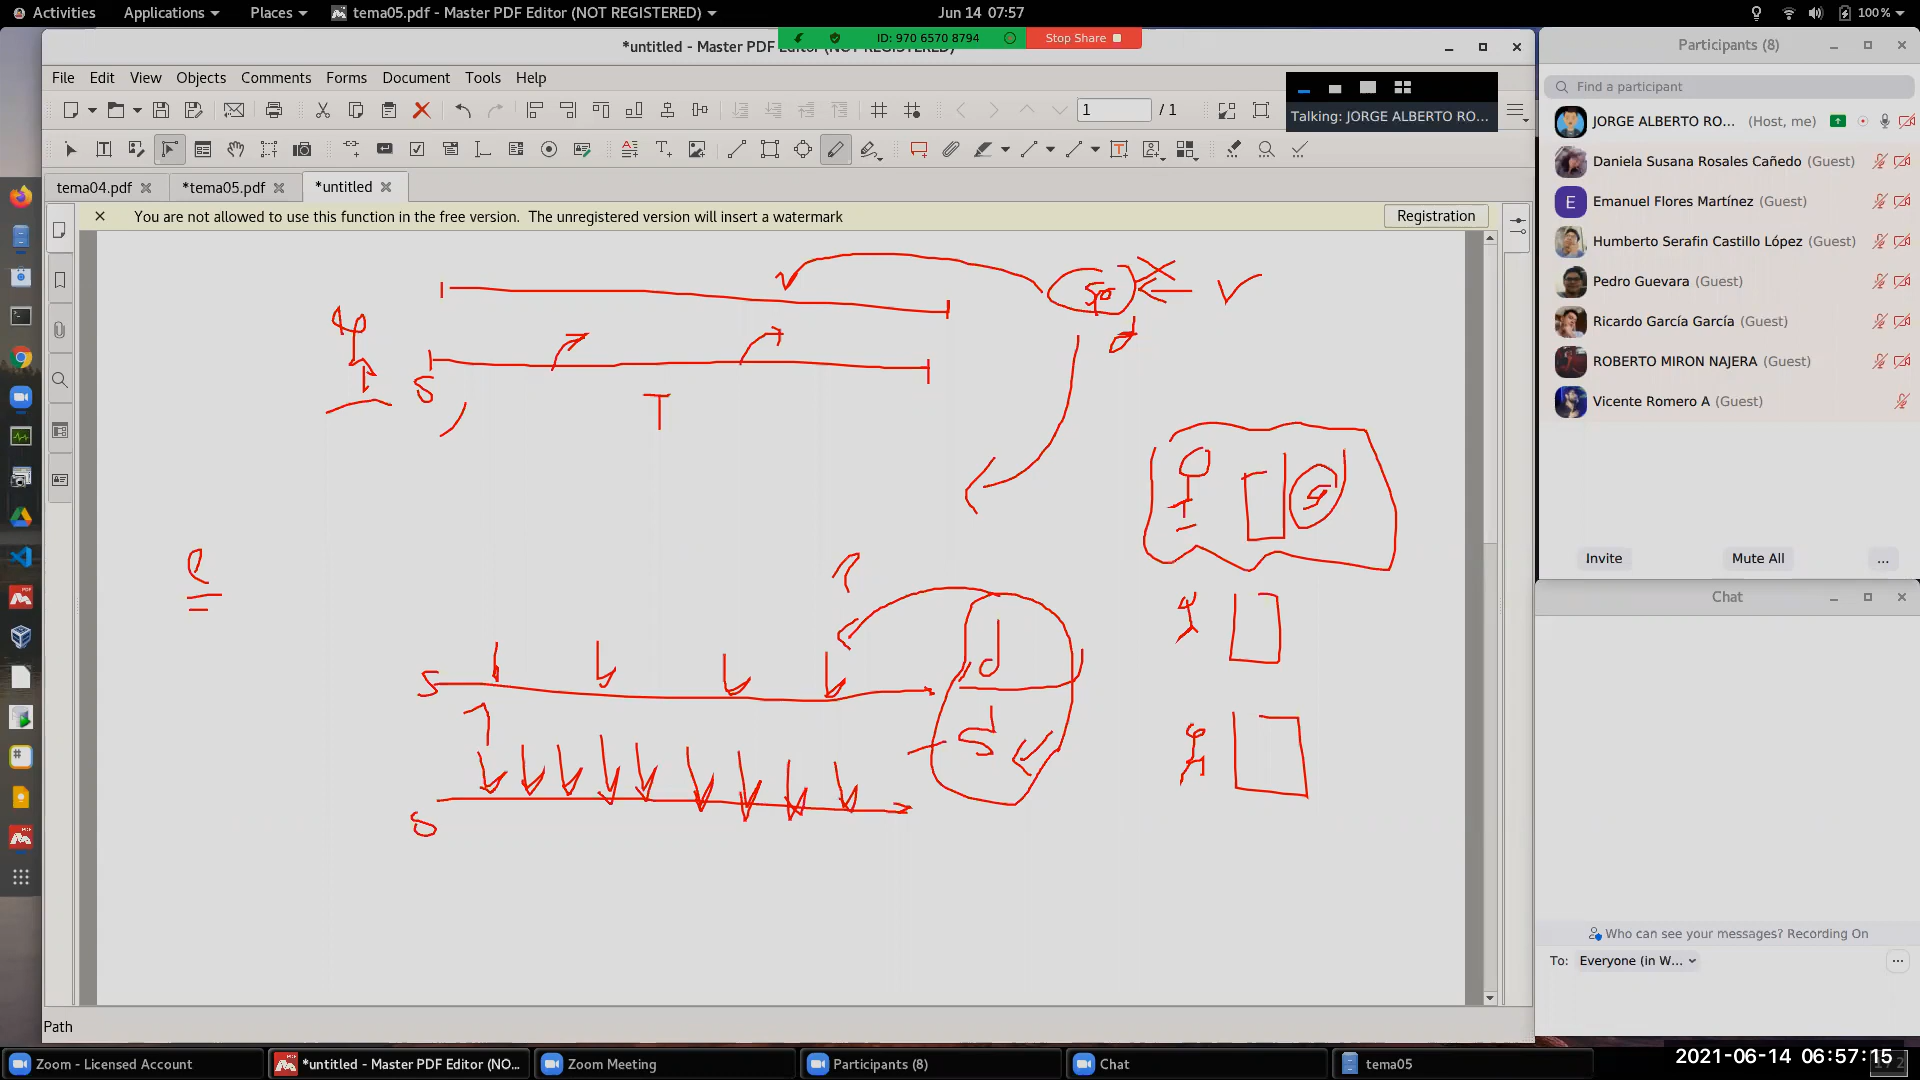 Activities Applications Places tema05.pdf - Master PDF Editor (NOT REGISTERED) Jun 14 07:57 100%
*untitled - Master PDF Editor (NOT REGISTERED)
ID: 970 6570 8794 Stop Share
File Edit View Objects Comments Forms Document Tools Help
1 / 1
Talking: JORGE ALBERTO RO...
tema04.pdf *tema05.pdf *untitled
You are not allowed to use this function in the free version. The unregistered version will insert a watermark
Registration
S
T
d
S
Path
Participants (8)
Find a participant
JORGE ALBERTO RO... (Host, me)
Daniela Susana Rosales Cañedo (Guest)
E Emanuel Flores Martínez (Guest)
Humberto Serafin Castillo López (Guest)
Pedro Guevara (Guest)
Ricardo García García (Guest)
ROBERTO MIRON NAJERA (Guest)
Vicente Romero A (Guest)
Invite Mute All ...
Chat
Who can see your messages? Recording On
To: Everyone (in W...
Zoom - Licensed Account
*untitled - Master PDF Editor (NO...
Zoom Meeting
Participants (8)
Chat
tema05
2021-06-14 06:57:15